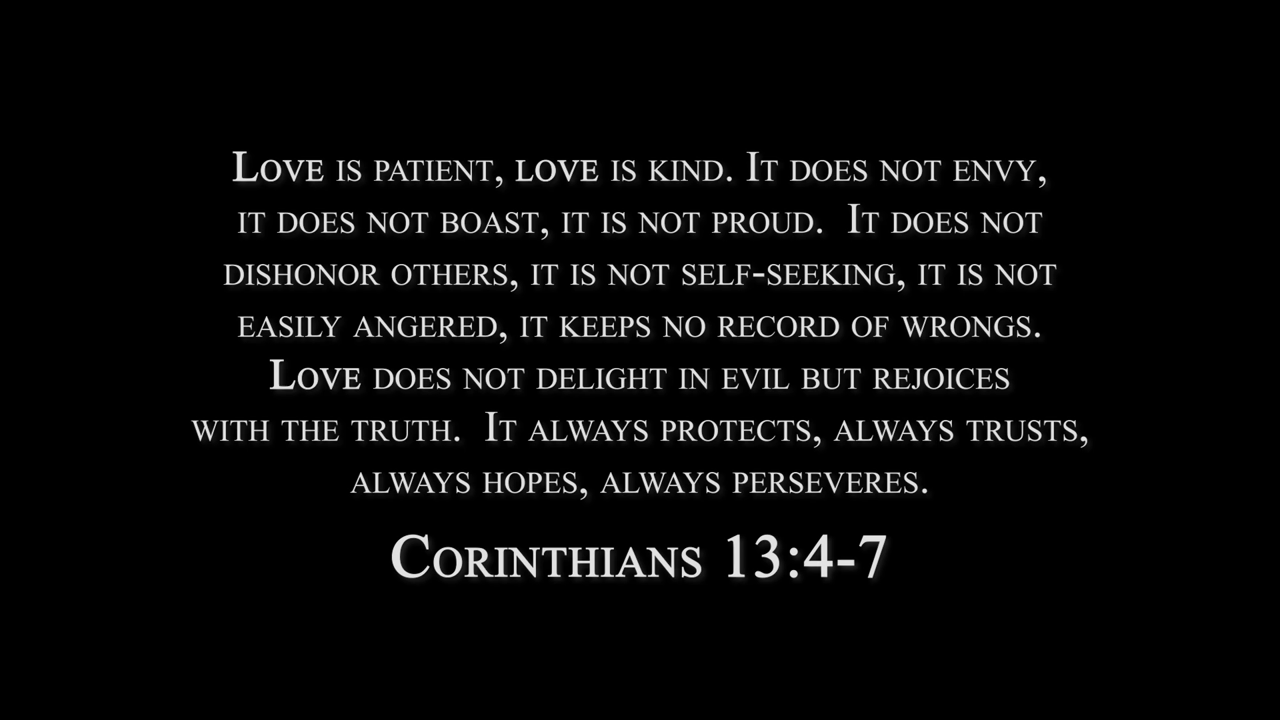 Love is patient, love is kind. It does not envy,
it does not boast, it is not proud.  It does not
dishonor others, it is not self-seeking, it is not
easily angered, it keeps no record of wrongs.
Love does not delight in evil but rejoices
with the truth.  It always protects, always trusts,
always hopes, always perseveres.
Corinthians 13:4-7